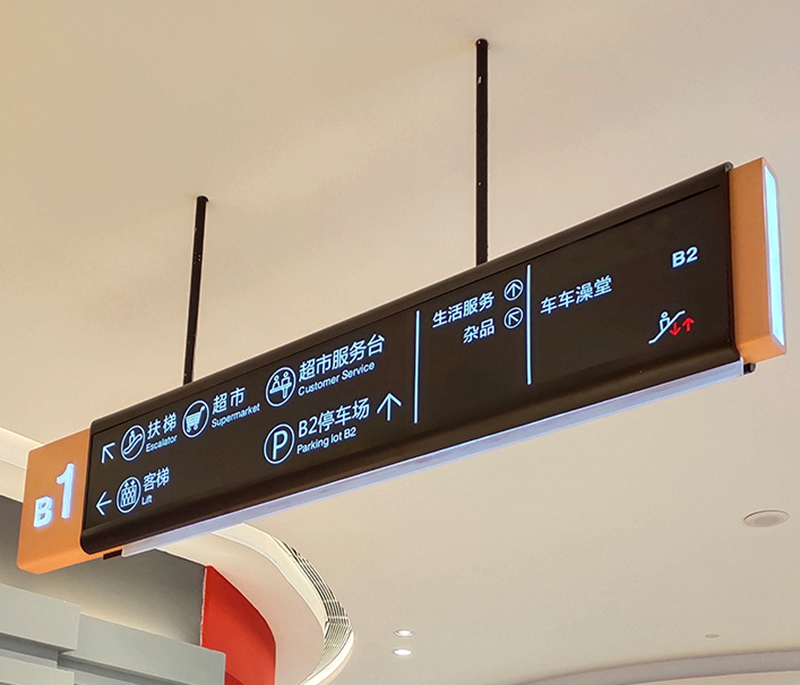 B1
扶梯
Escalator
超市
Supermarket
超市服务台
Customer Service
客梯
Lift
P
B2停车场
Parking lot B2
生活服务
杂品
车车澡堂
B2